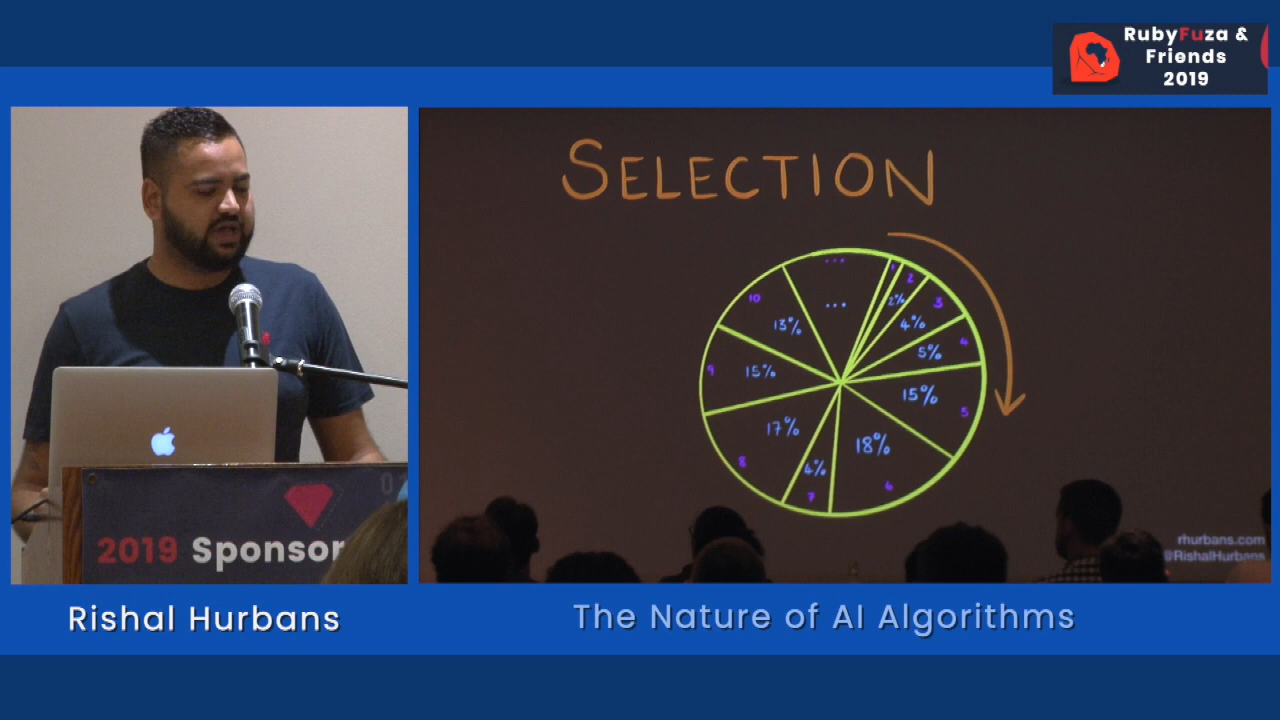 RubyFuza &
Friends
2019
SELECTION
...
...
1
2
2%
3
4%
4
5%
15%
5
18%
6
4%
7
17%
8
15%
9
13%
10
2019 Sponsor
rhurbans.com
@RishalHurbans
Rishal Hurbans
The Nature of AI Algorithms